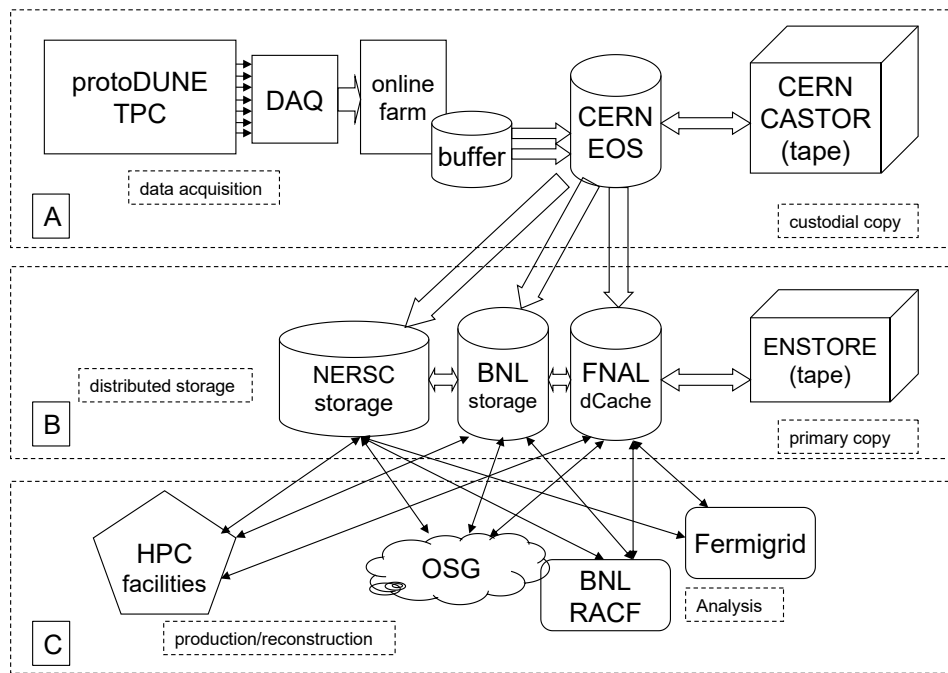 protoDUNE
TPC
DAQ
online
farm
buffer
CERN
EOS
CERN
CASTOR
(tape)
data acquisition
A
custodial copy
NERSC
storage
BNL
storage
FNAL
dCache
ENSTORE
(tape)
distributed storage
B
primary copy
HPC
facilities
OSG
BNL
RACF
Fermigrid
Analysis
production/reconstruction
C